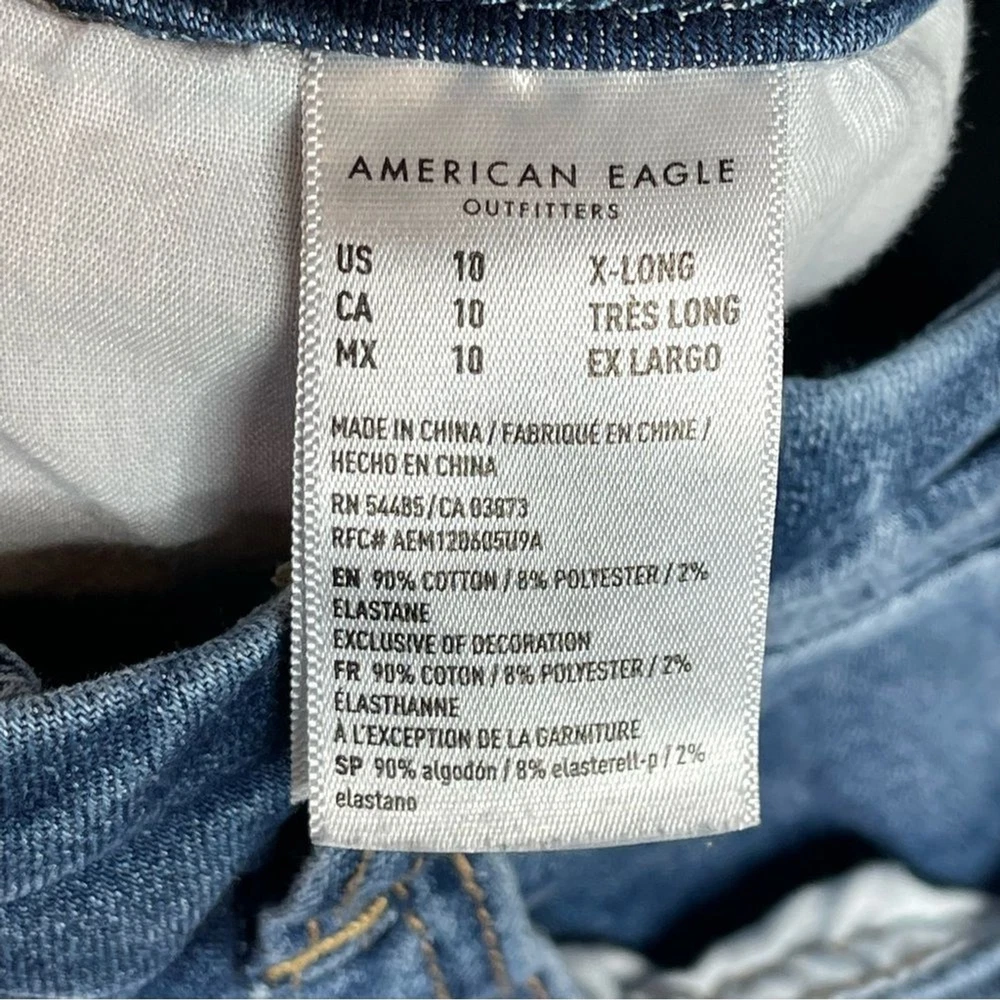 AMERICAN EAGLE
OUTFITTERS
US 10 X-LONG
CA 10 TRÈS LONG
MX 10 EX LARGO
MADE IN CHINA / FABRIQUÉ EN CHINE /
HECHO EN CHINA
RN 54485/CA 03873
RFC# AEM120605U9A
EN 90% COTTON / 8% POLYESTER / 2%
ELASTANE
EXCLUSIVE OF DECORATION
FR 90% COTON / 8% POLYESTER / 2%
ÉLASTHANNE
À L'EXCEPTION DE LA GARNITURE
SP 90% algodón / 8% elasterell-p / 2%
elastano